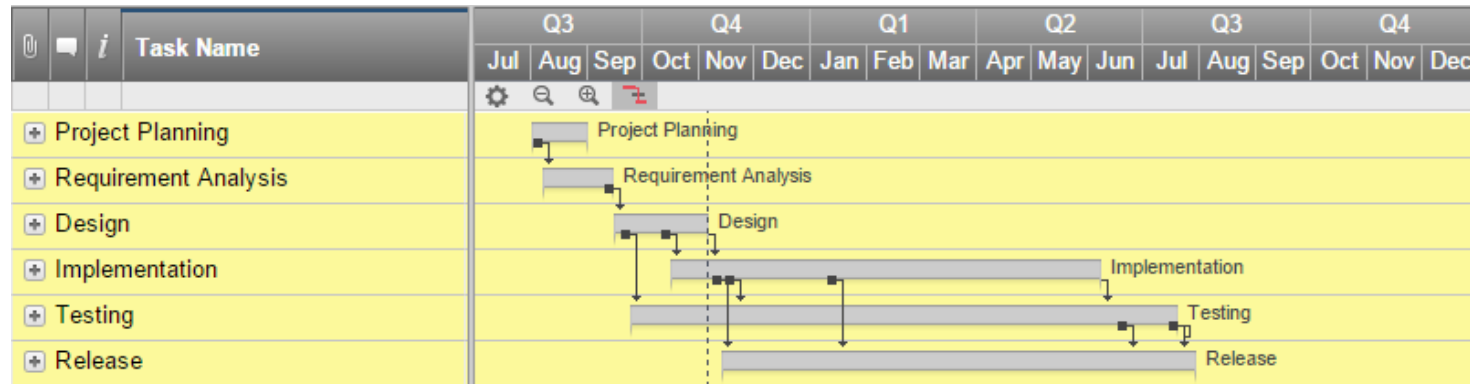 Q3 Q4 Q1 Q2 Q3 Q4
i Task Name
Jul Aug Sep Oct Nov Dec Jan Feb Mar Apr May Jun Jul Aug Sep Oct Nov Dec
Project Planning Project Planning
Requirement Analysis Requirement Analysis
Design Design
Implementation Implementation
Testing Testing
Release Release